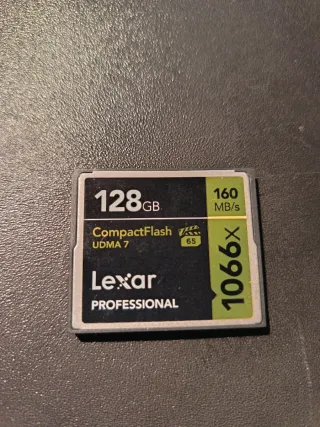 128GB
160
MB/s
CompactFlash
UDMA 7
65
Lexar
PROFESSIONAL
1066x